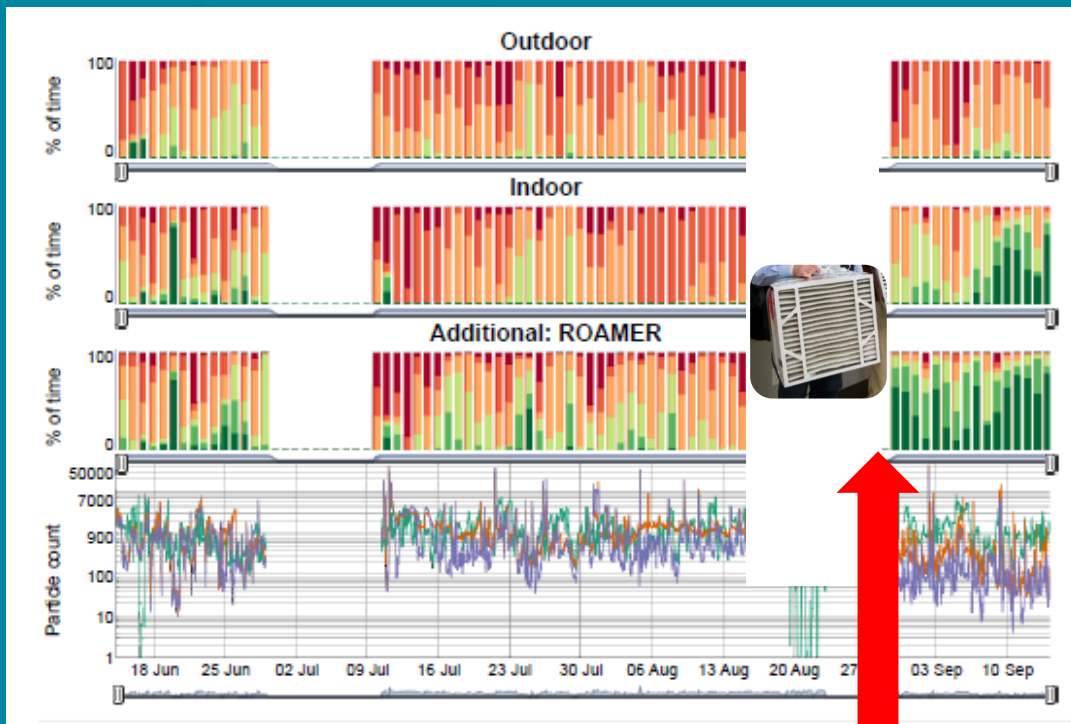 Outdoor
% of time
100
0
Indoor
% of time
100
0
Additional: ROAMER
% of time
100
0
Particle count
50000
7000
900
100
10
1
18 Jun 25 Jun 02 Jul 09 Jul 16 Jul 23 Jul 30 Jul 06 Aug 13 Aug 20 Aug 27 03 Sep 10 Sep